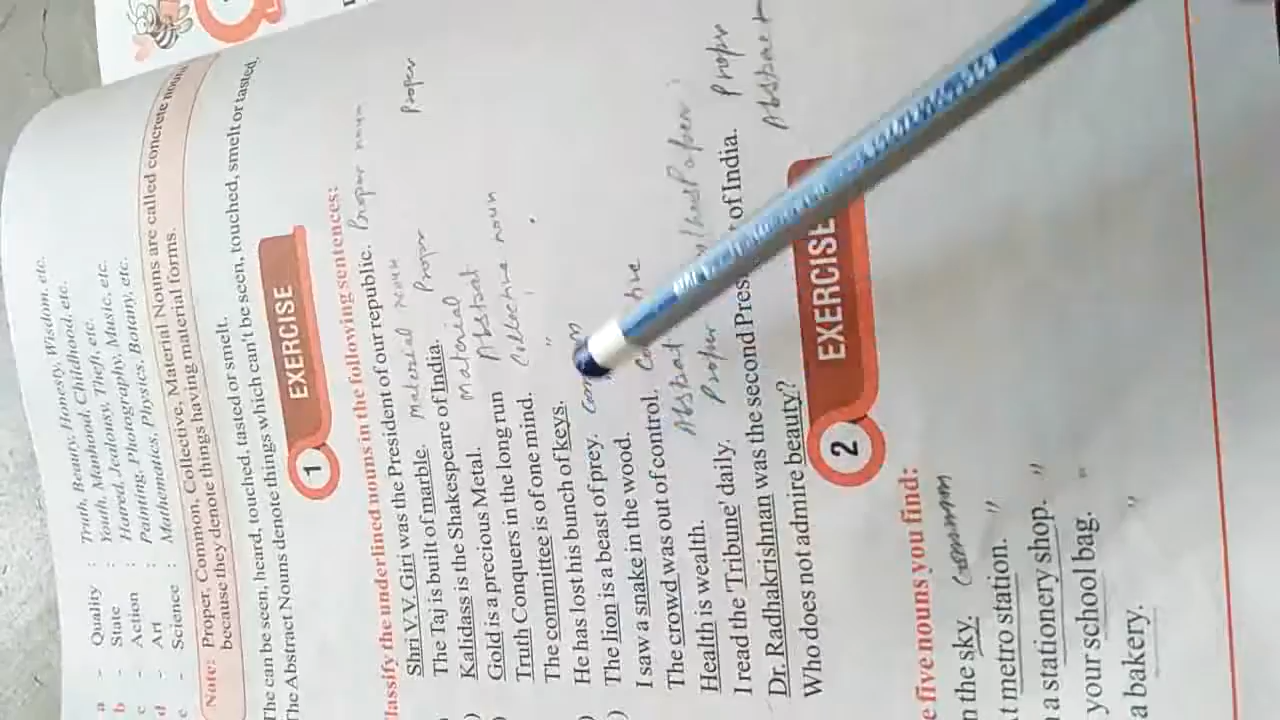 a - Quality : Truth, Beauty, Honesty, Wisdom, etc.
b - State : Youth, Manhood, Childhood, etc.
c - Action : Harred, Jealousy, Theft, etc.
d - Art : Painting, Photography, Music, etc.
e - Science : Mathematics, Physics, Botany, etc.
Note: Proper, Common, Collective, Material Nouns are called concrete nouns
because they denote things having material forms.
The can be seen, heard, touched, tasted or smelt.
The Abstract Nouns denote things which can't be seen, touched, smelt or tasted.
1 EXERCISE
lassify the underlined nouns in the following sentences:
Shri V.V. Giri was the President of our republic. Proper noun
The Taj is built of marble. Material noun Proper
Kalidass is the Shakespeare of India. Proper
Gold is a precious Metal. Material
Truth Conquers in the long run Abstract
The committee is of one mind. Collective noun
He has lost his bunch of keys. "
The lion is a beast of prey.
I saw a snake in the wood.
The crowd was out of control.
Health is wealth. Abstract
I read the 'Tribune' daily. Proper
Dr. Radhakrishnan was the second of India. Proper
Who does not admire beauty? Abstract
2 EXERCISE
e five nouns you find:
n the sky. Common
t metro station. "
a stationery shop. "
your school bag. "
a bakery. "